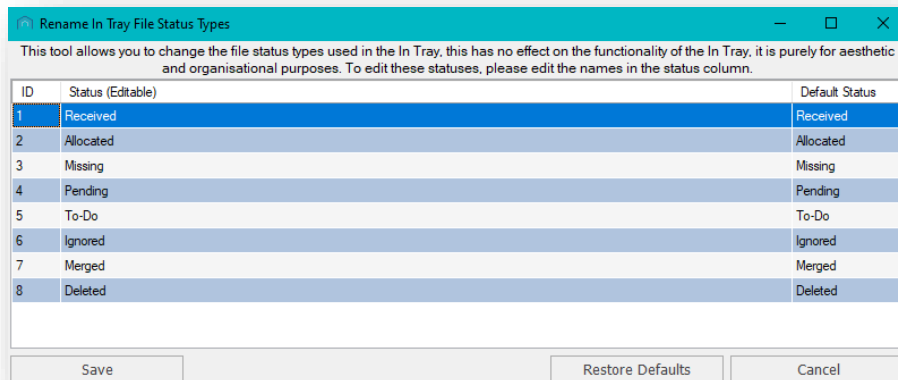 Rename In Tray File Status Types
This tool allows you to change the file status types used in the In Tray, this has no effect on the functionality of the In Tray, it is purely for aesthetic
and organisational purposes. To edit these statuses, please edit the names in the status column.
ID Status (Editable) Default Status
1 Received Received
2 Allocated Allocated
3 Missing Missing
4 Pending Pending
5 To-Do To-Do
6 Ignored Ignored
7 Merged Merged
8 Deleted Deleted
Save Restore Defaults Cancel